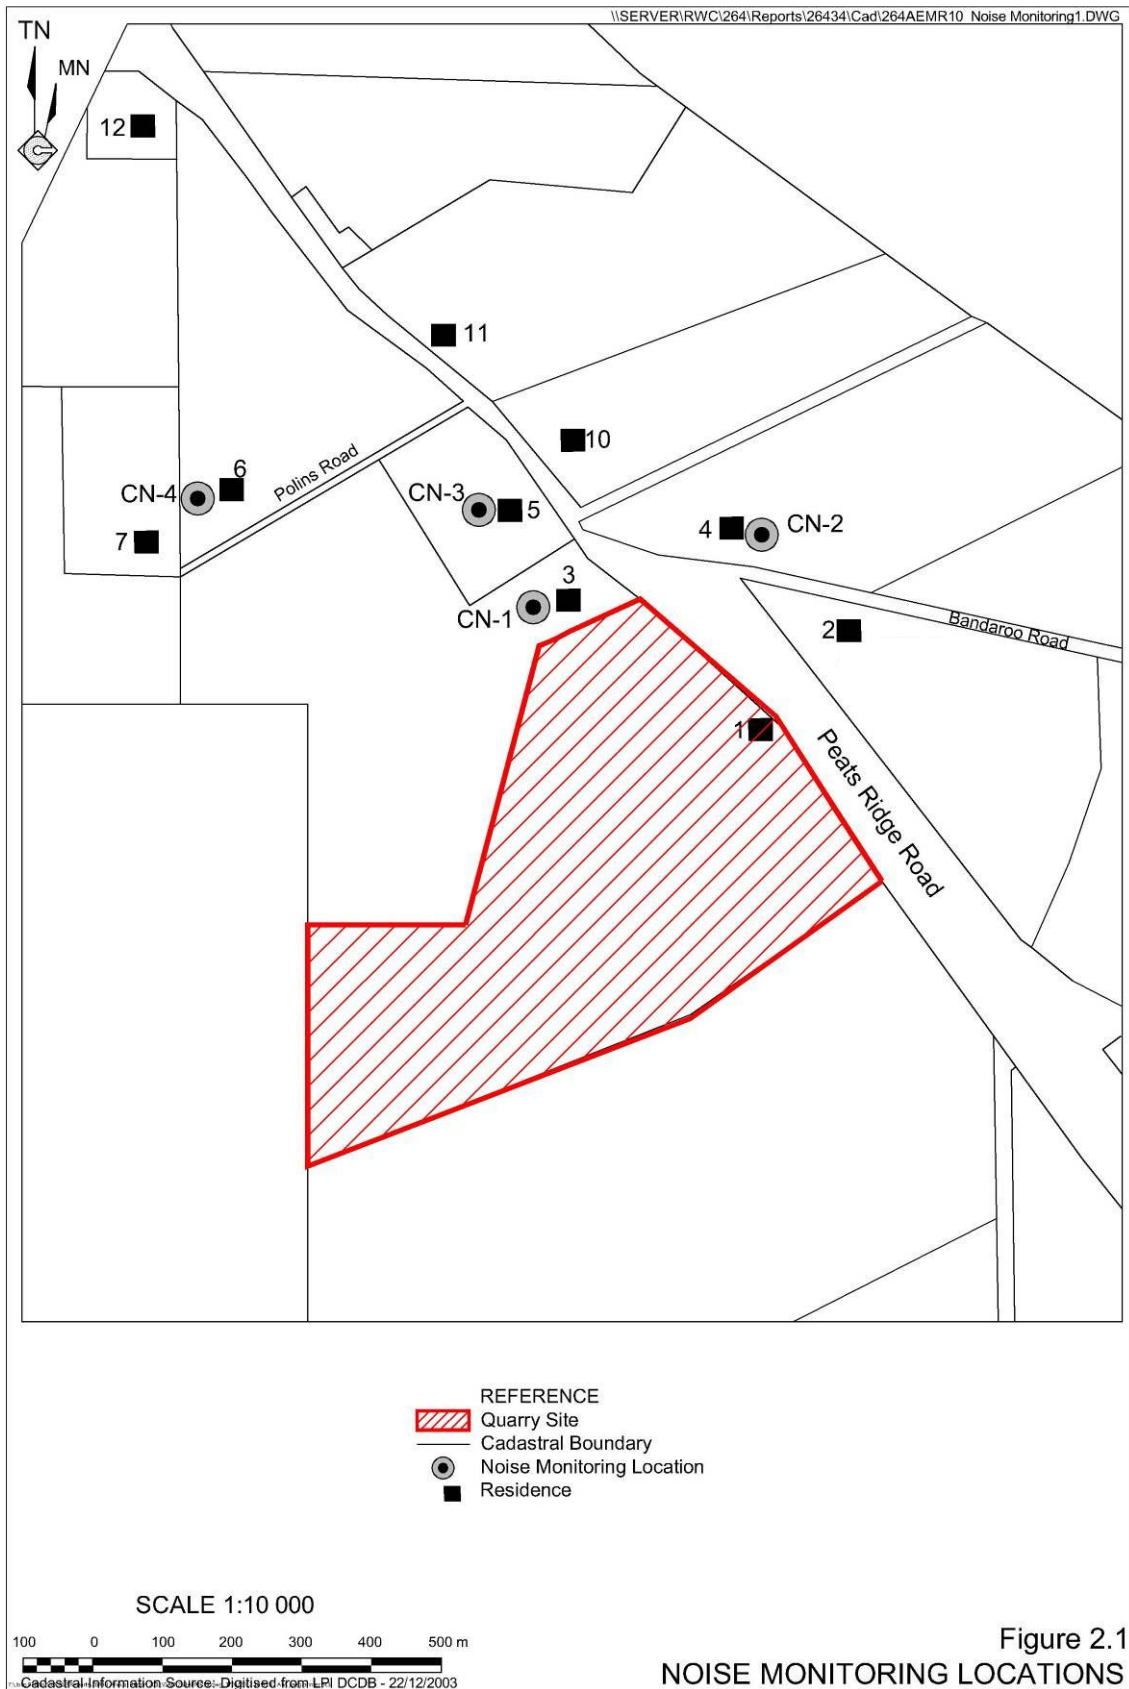 \\SERVER\RWC\264\Reports\26434\Cad\264AEMR10 Noise Monitoring1.DWG
TN
MN
12
11
10
6
Polins Road
CN-4
CN-3
5
7
4
CN-2
3
CN-1
2
Bandaroo Road
1
Peats Ridge Road
REFERENCE
Quarry Site
Cadastral Boundary
Noise Monitoring Location
Residence
SCALE 1:10 000
100 0 100 200 300 400 500 m
Cadastral Information Source: Digitised from LPI DCDB - 22/12/2003
Figure 2.1
NOISE MONITORING LOCATIONS